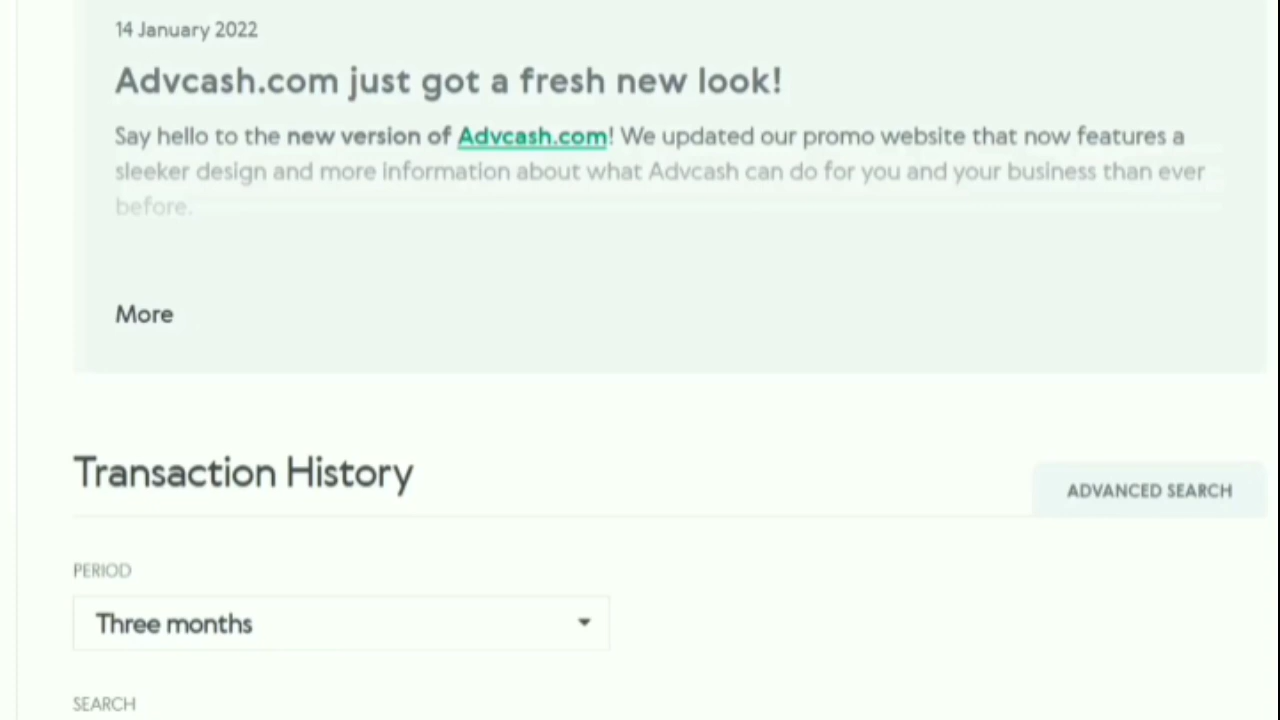 14 January 2022
Advcash.com just got a fresh new look!
Say hello to the new version of Advcash.com! We updated our promo website that now features a
sleeker design and more information about what Advcash can do for you and your business than ever
before.
More
Transaction History
ADVANCED SEARCH
PERIOD
Three months
SEARCH